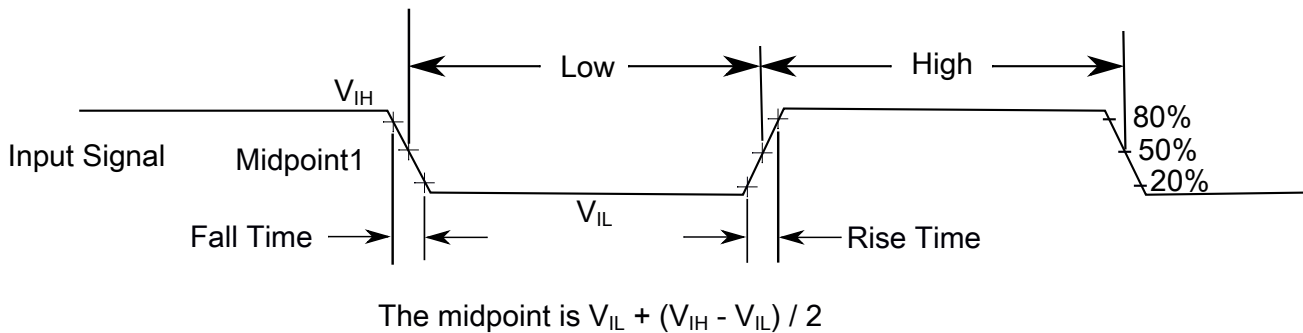 Low
High
VIH
80%
Input Signal
Midpoint1
50%
20%
VIL
Fall Time
Rise Time
The midpoint is VIL + (VIH - VIL) / 2